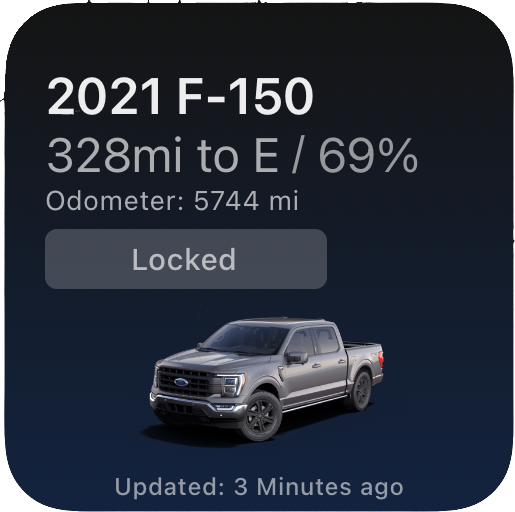 2021 F-150
328mi to E / 69%
Odometer: 5744 mi
Locked
Updated: 3 Minutes ago